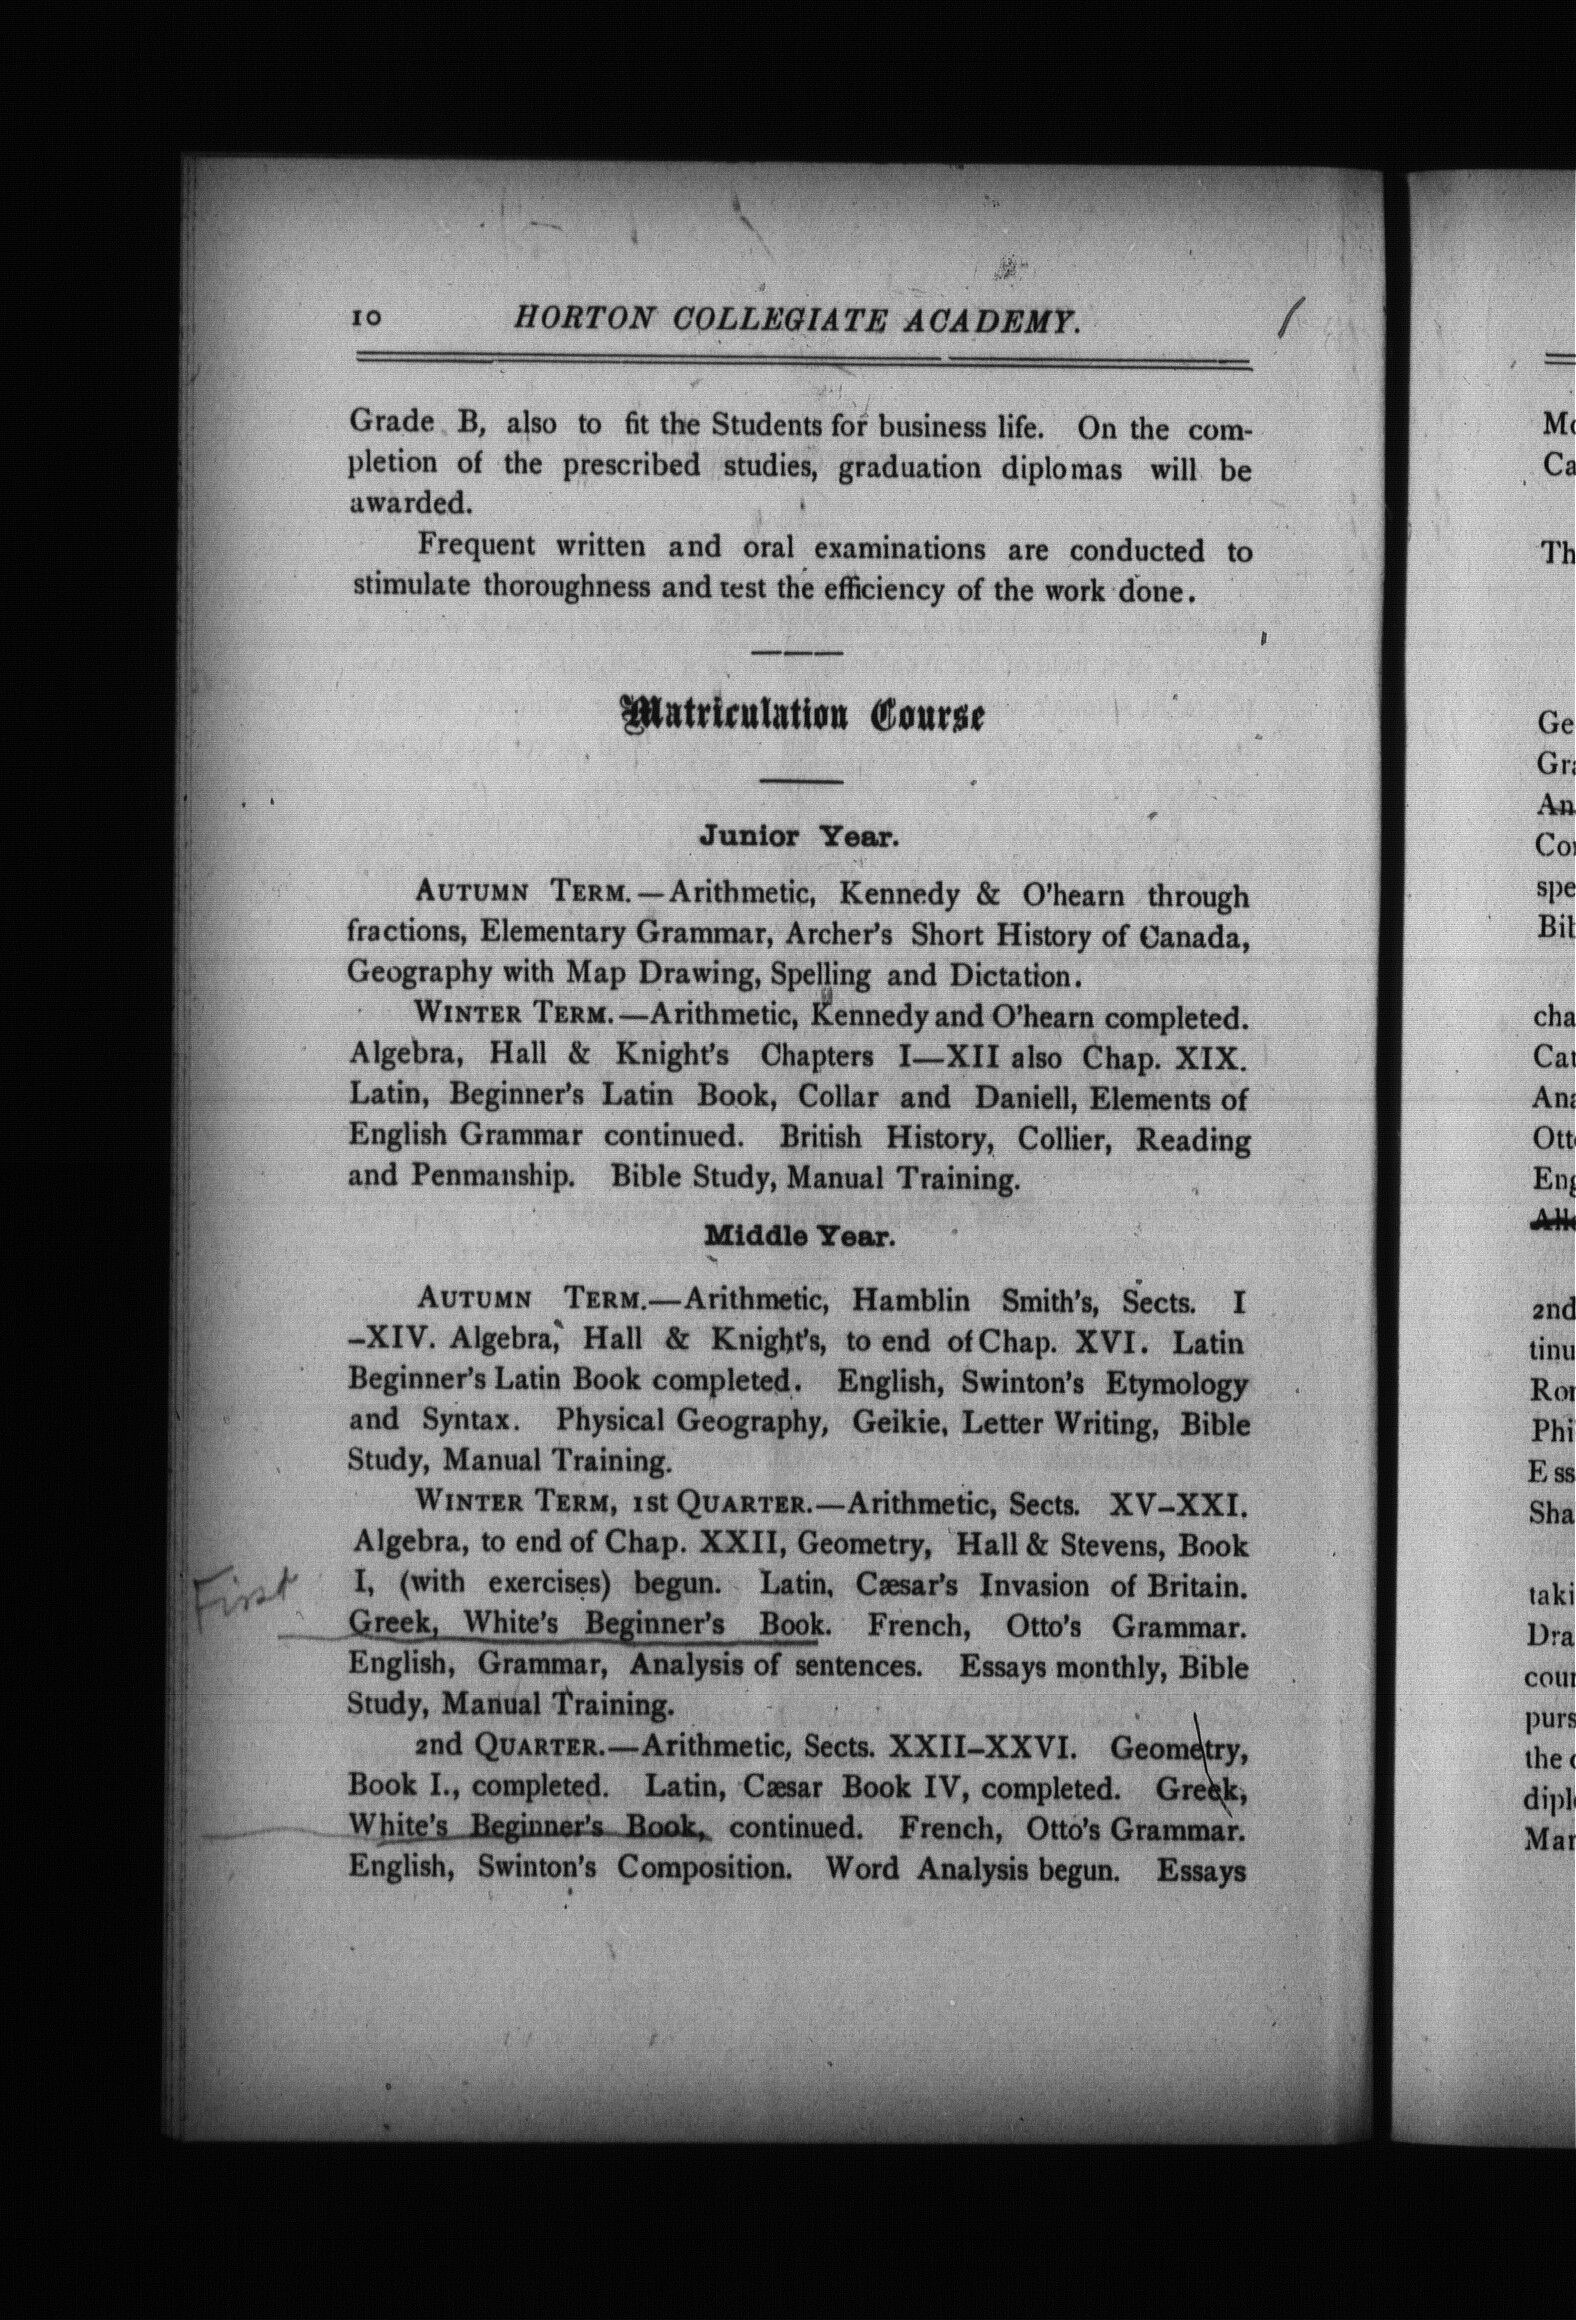 10 HORTON COLLEGIATE ACADEMY.
Grade B, also to fit the Students for business life. On the com-
pletion of the prescribed studies, graduation diplomas will be
awarded.
Frequent written and oral examinations are conducted to
stimulate thoroughness and test the efficiency of the work done.
Matriculation Course
Junior Year.
AUTUMN TERM.—Arithmetic, Kennedy & O'hearn through
fractions, Elementary Grammar, Archer's Short History of Canada,
Geography with Map Drawing, Spelling and Dictation.
WINTER TERM.—Arithmetic, Kennedy and O'hearn completed.
Algebra, Hall & Knight's Chapters I—XII also Chap. XIX.
Latin, Beginner's Latin Book, Collar and Daniell, Elements of
English Grammar continued. British History, Collier, Reading
and Penmanship. Bible Study, Manual Training.
Middle Year.
AUTUMN TERM.—Arithmetic, Hamblin Smith's, Sects. I
–XIV. Algebra, Hall & Knight's, to end of Chap. XVI. Latin
Beginner's Latin Book completed. English, Swinton's Etymology
and Syntax. Physical Geography, Geikie, Letter Writing, Bible
Study, Manual Training.
WINTER TERM, 1st QUARTER.—Arithmetic, Sects. XV–XXI.
Algebra, to end of Chap. XXII, Geometry, Hall & Stevens, Book
First
I, (with exercises) begun. Latin, Cæsar's Invasion of Britain.
Greek, White's Beginner's Book. French, Otto's Grammar.
English, Grammar, Analysis of sentences. Essays monthly, Bible
Study, Manual Training.
2nd QUARTER.—Arithmetic, Sects. XXII–XXVI. Geometry,
Book I., completed. Latin, Cæsar Book IV, completed. Greek,
White's Beginner's Book, continued. French, Otto's Grammar.
English, Swinton's Composition. Word Analysis begun. Essays